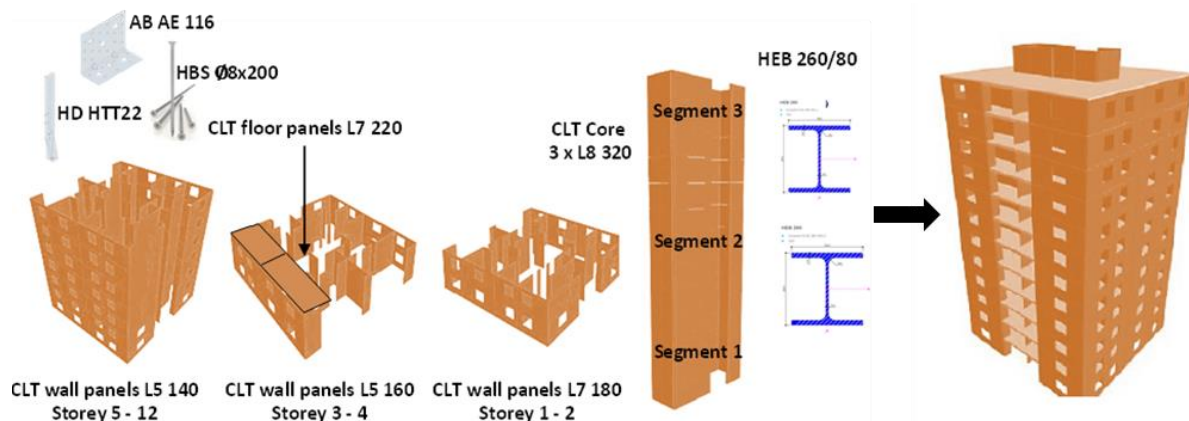 AB AE 116
HBS Ø8x200
HD HTT22
CLT floor panels L7 220
CLT Core
3 x L8 320
Segment 3
Segment 2
Segment 1
HEB 260/80
CLT wall panels L5 140
Storey 5 - 12
CLT wall panels L5 160
Storey 3 - 4
CLT wall panels L7 180
Storey 1 - 2